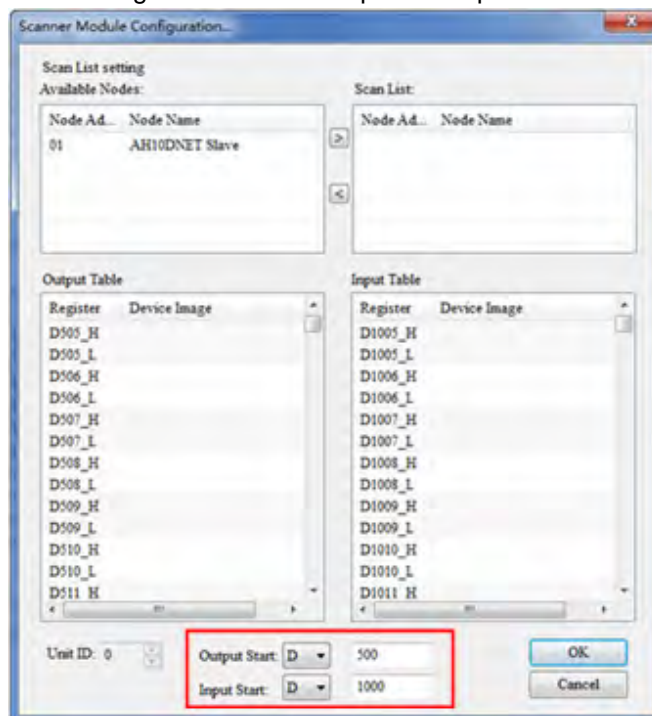 Scanner Module Configuration...
Scan List setting
Available Nodes:
Scan List:
Node Ad... Node Name
01 AH10DNET Slave
>
<
Node Ad... Node Name
Output Table
Register Device Image
D505_H
D505_L
D506_H
D506_L
D507_H
D507_L
D508_H
D508_L
D509_H
D509_L
D510_H
D510_L
D511_H
Input Table
Register Device Image
D1005_H
D1005_L
D1006_H
D1006_L
D1007_H
D1007_L
D1008_H
D1008_L
D1009_H
D1009_L
D1010_H
D1010_L
D1011_H
Unit ID: 0
Output Start: D 500
Input Start: D 1000
OK
Cancel